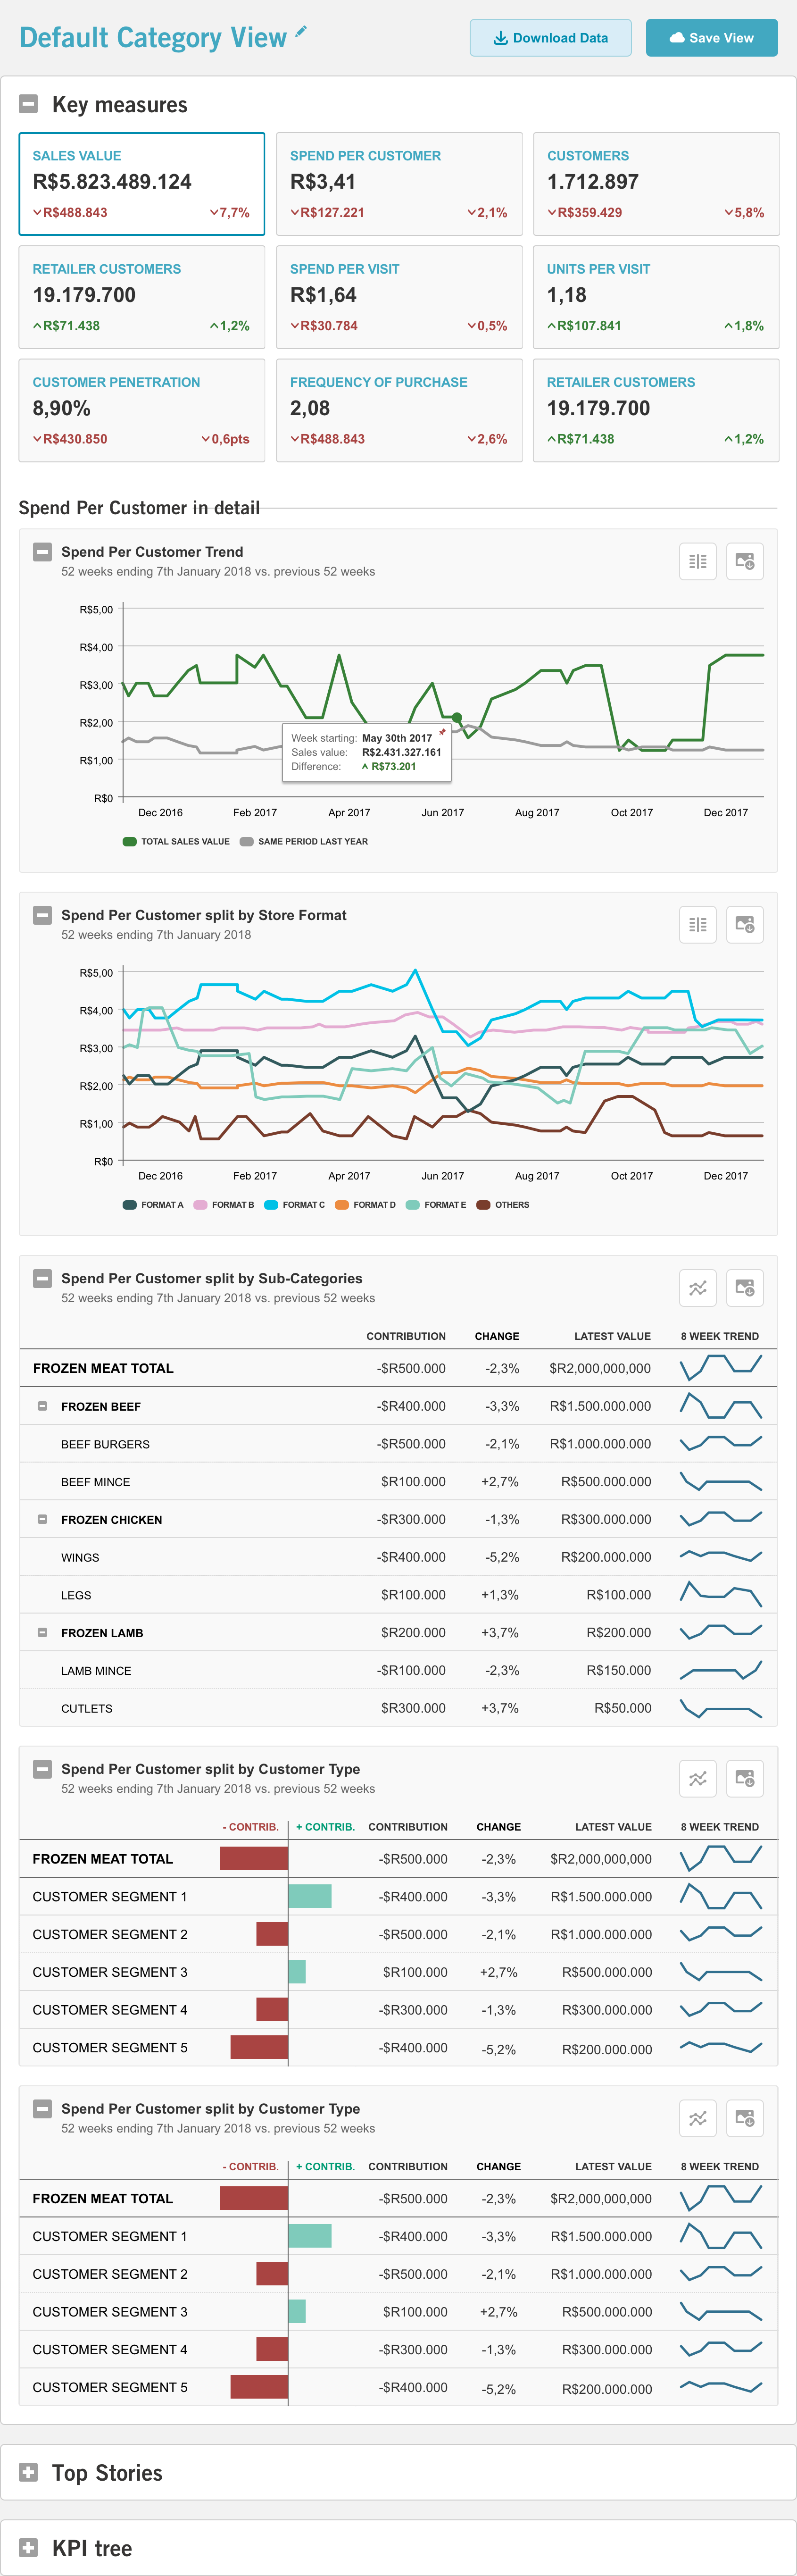 Default Category View
Download Data
Save View
Key measures
SALES VALUE
R$5.823.489.124
R$488.843 7,7%
SPEND PER CUSTOMER
R$3,41
R$127.221 2,1%
CUSTOMERS
1.712.897
R$359.429 5,8%
RETAILER CUSTOMERS
19.179.700
R$71.438 1,2%
SPEND PER VISIT
R$1,64
R$30.784 0,5%
UNITS PER VISIT
1,18
R$107.841 1,8%
CUSTOMER PENETRATION
8,90%
R$430.850 0,6pts
FREQUENCY OF PURCHASE
2,08
R$488.843 2,6%
RETAILER CUSTOMERS
19.179.700
R$71.438 1,2%
Spend Per Customer in detail
Spend Per Customer Trend
52 weeks ending 7th January 2018 vs. previous 52 weeks
R$5,00
R$4,00
R$3,00
R$2,00
R$1,00
R$0
Week starting: May 30th 2017
Sales value: R$2.431.327.161
Difference: R$73.201
Dec 2016 Feb 2017 Apr 2017 Jun 2017 Aug 2017 Oct 2017 Dec 2017
TOTAL SALES VALUE SAME PERIOD LAST YEAR
Spend Per Customer split by Store Format
52 weeks ending 7th January 2018
R$5,00
R$4,00
R$3,00
R$2,00
R$1,00
R$0
Dec 2016 Feb 2017 Apr 2017 Jun 2017 Aug 2017 Oct 2017 Dec 2017
FORMAT A FORMAT B FORMAT C FORMAT D FORMAT E OTHERS
Spend Per Customer split by Sub-Categories
52 weeks ending 7th January 2018 vs. previous 52 weeks
CONTRIBUTION CHANGE LATEST VALUE 8 WEEK TREND
FROZEN MEAT TOTAL -$R500.000 -2,3% $R2,000,000,000
FROZEN BEEF -$R400.000 -3,3% R$1.500.000.000
BEEF BURGERS -$R500.000 -2,1% R$1.000.000.000
BEEF MINCE $R100.000 +2,7% R$500.000.000
FROZEN CHICKEN -$R300.000 -1,3% R$300.000.000
WINGS -$R400.000 -5,2% R$200.000.000
LEGS $R100.000 +1,3% R$100.000
FROZEN LAMB $R200.000 +3,7% R$200.000
LAMB MINCE -$R100.000 -2,3% R$150.000
CUTLETS $R300.000 +3,7% R$50.000
Spend Per Customer split by Customer Type
52 weeks ending 7th January 2018 vs. previous 52 weeks
- CONTRIB. + CONTRIB. CONTRIBUTION CHANGE LATEST VALUE 8 WEEK TREND
FROZEN MEAT TOTAL -$R500.000 -2,3% $R2,000,000,000
CUSTOMER SEGMENT 1 -$R400.000 -3,3% R$1.500.000.000
CUSTOMER SEGMENT 2 -$R500.000 -2,1% R$1.000.000.000
CUSTOMER SEGMENT 3 $R100.000 +2,7% R$500.000.000
CUSTOMER SEGMENT 4 -$R300.000 -1,3% R$300.000.000
CUSTOMER SEGMENT 5 -$R400.000 -5,2% R$200.000.000
Spend Per Customer split by Customer Type
52 weeks ending 7th January 2018 vs. previous 52 weeks
- CONTRIB. + CONTRIB. CONTRIBUTION CHANGE LATEST VALUE 8 WEEK TREND
FROZEN MEAT TOTAL -$R500.000 -2,3% $R2,000,000,000
CUSTOMER SEGMENT 1 -$R400.000 -3,3% R$1.500.000.000
CUSTOMER SEGMENT 2 -$R500.000 -2,1% R$1.000.000.000
CUSTOMER SEGMENT 3 $R100.000 +2,7% R$500.000.000
CUSTOMER SEGMENT 4 -$R300.000 -1,3% R$300.000.000
CUSTOMER SEGMENT 5 -$R400.000 -5,2% R$200.000.000
Top Stories
KPI tree